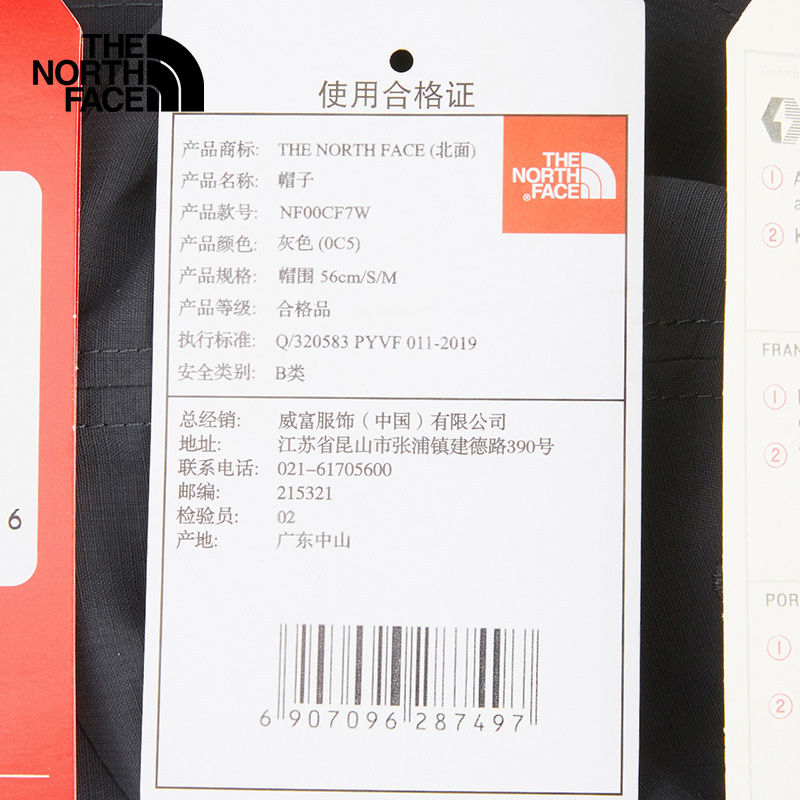 THE
NORTH
FACE
使用合格证
产品商标: THE NORTH FACE (北面)
产品名称: 帽子
产品款号: NF00CF7W
产品颜色: 灰色 (0C5)
产品规格: 帽围 56cm/S/M
产品等级: 合格品
执行标准: Q/320583 PYVF 011-2019
安全类别: B类
THE
NORTH
®FACE
总经销: 威富服饰（中国）有限公司
地址: 江苏省昆山市张浦镇建德路390号
联系电话: 021-61705600
邮编: 215321
检验员: 02
产地: 广东中山
6 907096 287497
6
1 A
a
2 K
FRAN
1
2
POR
1
2